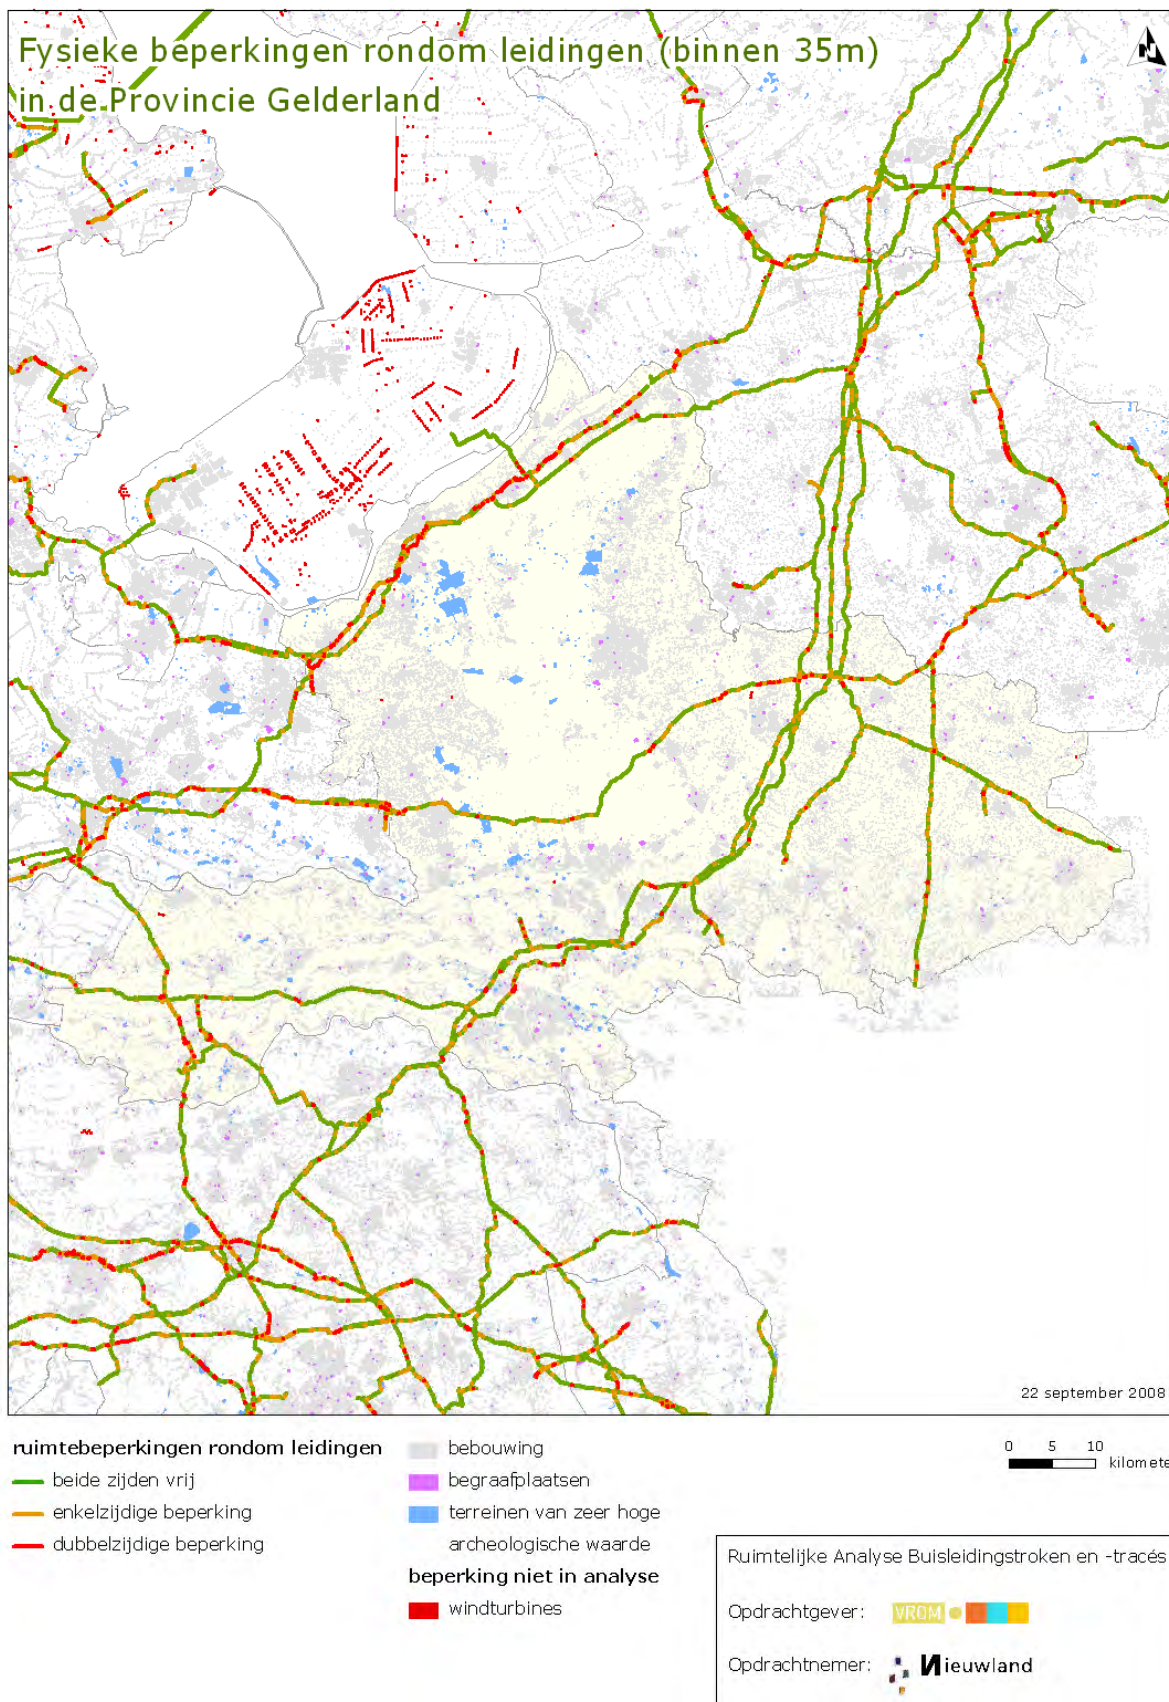 Fysieke beperkingen rondom leidingen (binnen 35m)
in de Provincie Gelderland
N
22 september 2008
ruimtebeperkingen rondom leidingen
beide zijden vrij
enkelzijdige beperking
dubbelzijdige beperking
bebouwing
begraafplaatsen
terreinen van zeer hoge
archeologische waarde
beperking niet in analyse
windturbines
0 5 10
kilomete
Ruimtelijke Analyse Buisleidingstroken en -tracés
Opdrachtgever: VROM
Opdrachtnemer: Nieuwland